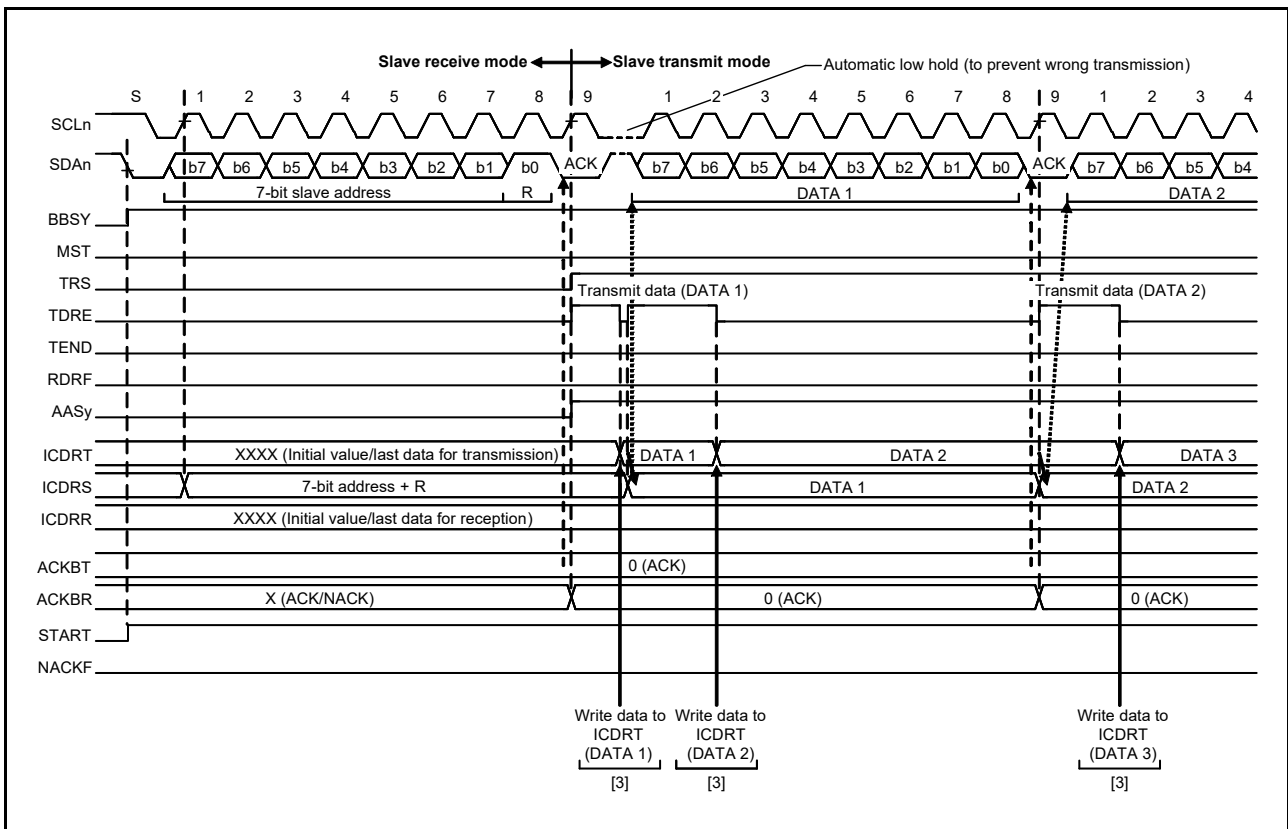 Slave receive mode Slave transmit mode
Automatic low hold (to prevent wrong transmission)
S 1 2 3 4 5 6 7 8 9 1 2 3 4 5 6 7 8 9 1 2 3 4
SCLn
SDAn b7 b6 b5 b4 b3 b2 b1 b0 ACK b7 b6 b5 b4 b3 b2 b1 b0 ACK b7 b6 b5 b4
7-bit slave address R DATA 1 DATA 2
BBSY
MST
TRS
Transmit data (DATA 1) Transmit data (DATA 2)
TDRE
TEND
RDRF
AASy
ICDRT XXXX (Initial value/last data for transmission) DATA 1 DATA 2 DATA 3
ICDRS 7-bit address + R DATA 1 DATA 2
ICDRR XXXX (Initial value/last data for reception)
ACKBT 0 (ACK)
ACKBR X (ACK/NACK) 0 (ACK) 0 (ACK)
START
NACKF
Write data to Write data to Write data to
ICDRT ICDRT ICDRT
(DATA 1) (DATA 2) (DATA 3)
[3] [3] [3]